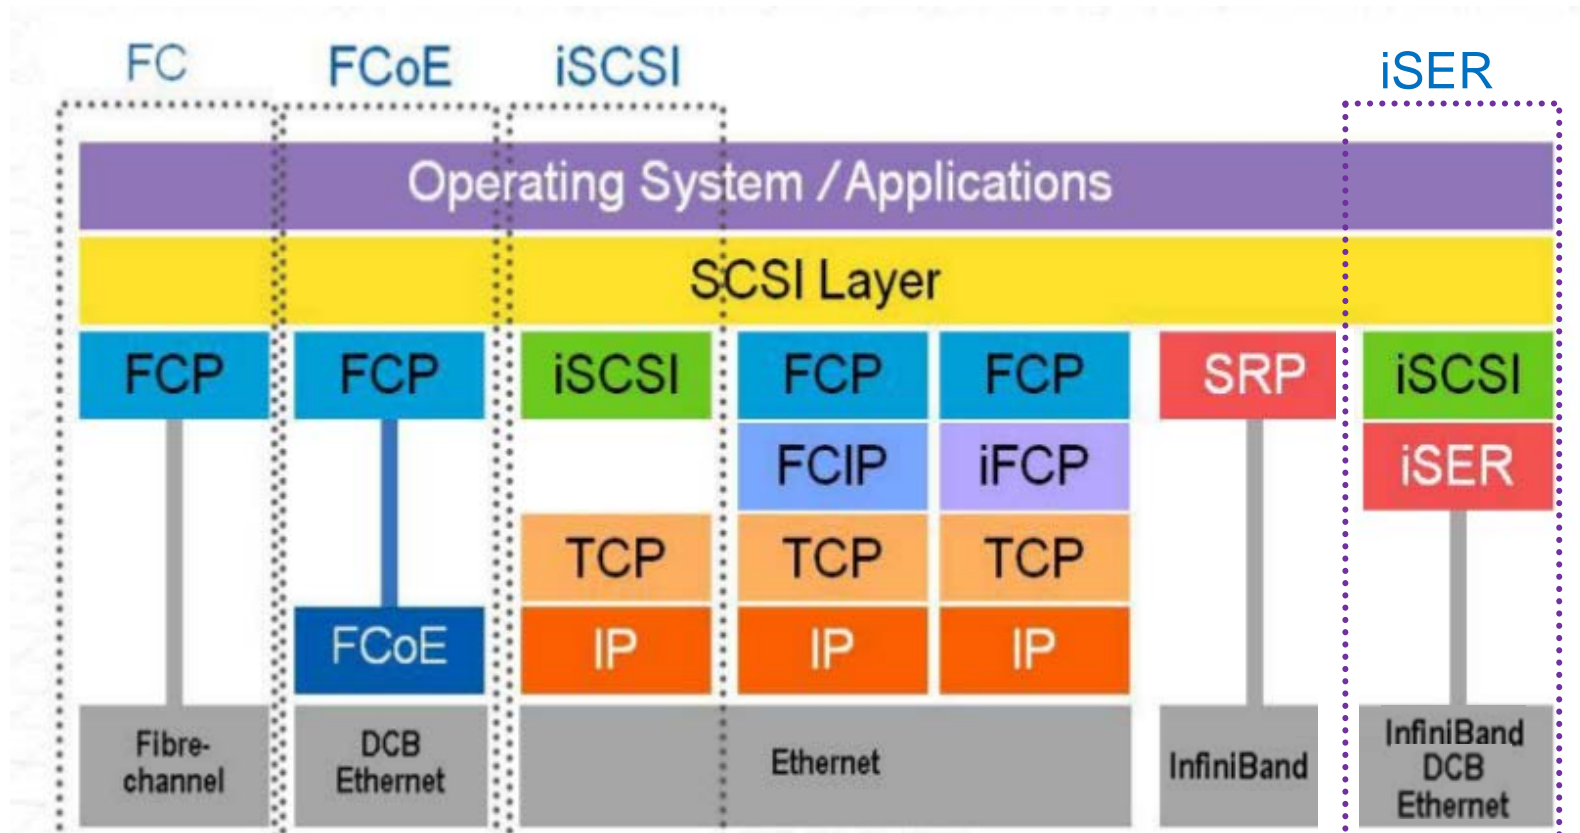 FC
FCoE
iSCSI
iSER
Operating System / Applications
SCSI Layer
FCP
FCP
iSCSI
FCP
FCP
SRP
iSCSI
FCIP
iFCP
iSER
TCP
TCP
TCP
FCoE
IP
IP
IP
Fibre-
channel
DCB
Ethernet
Ethernet
InfiniBand
InfiniBand
DCB
Ethernet